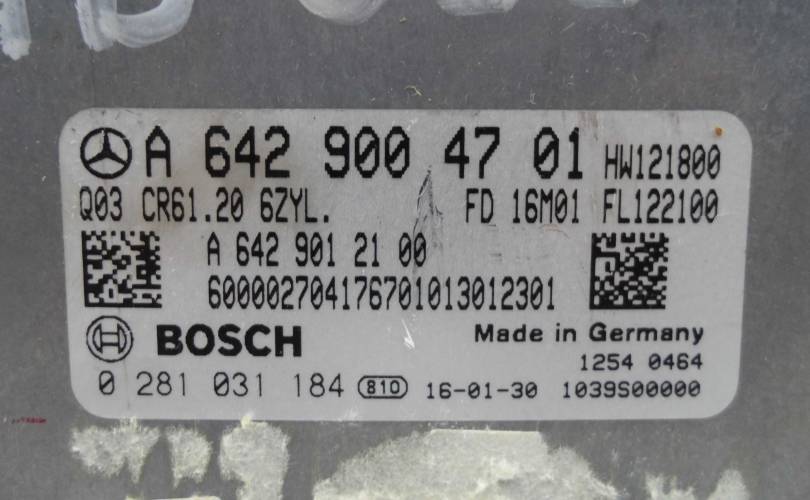 A 642 900 47 01 HW121800
Q03 CR61.20 6ZYL. FD 16M01 FL122100
A 642 901 21 00
600002704176701013012301
BOSCH Made in Germany
1254 0464
0 281 031 184 810 16-01-30 1039S00000